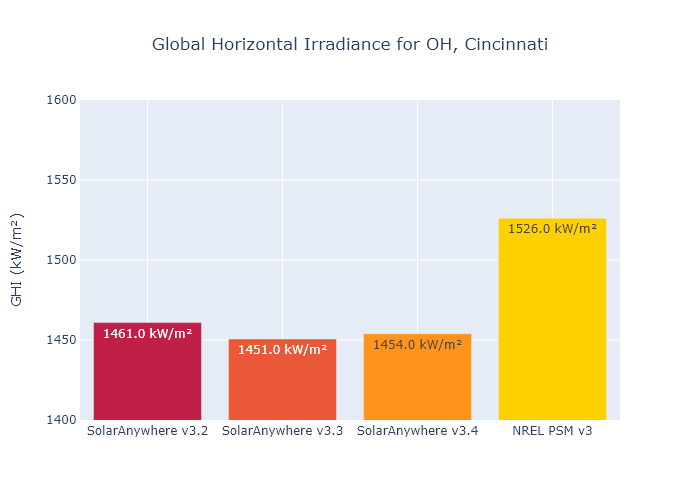 Global Horizontal Irradiance for OH, Cincinnati
1600
1550
1500
1450
1400
GHI (kW/m²)
1461.0 kW/m²
1451.0 kW/m²
1454.0 kW/m²
1526.0 kW/m²
SolarAnywhere v3.2
SolarAnywhere v3.3
SolarAnywhere v3.4
NREL PSM v3